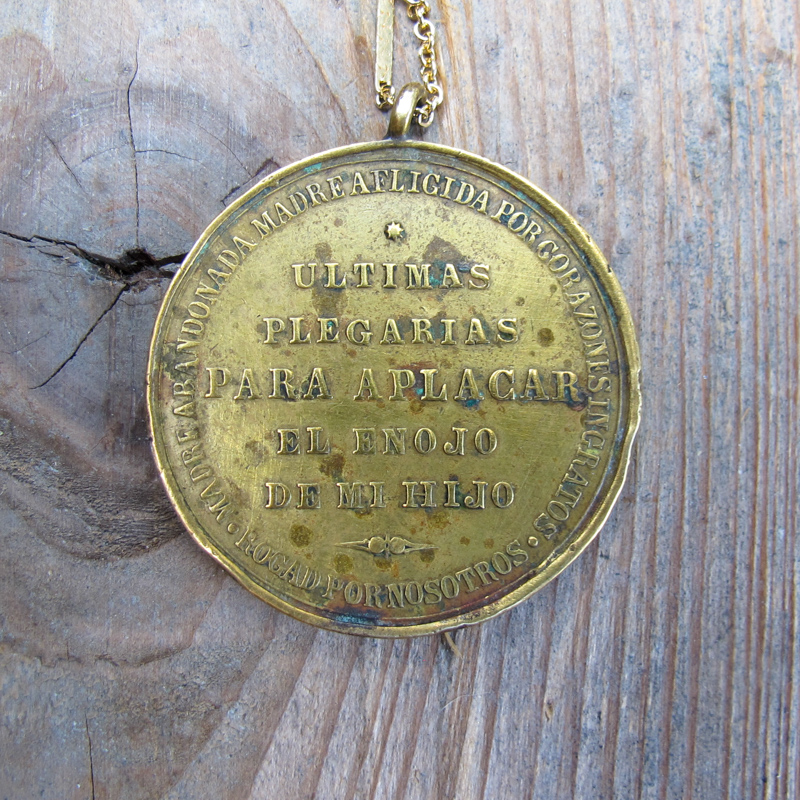 MADRE ABANDONADA MADRE AFLIGIDA POR CORAZONES INGRATOS
ULTIMAS
PLEGARIAS
PARA APLACAR
EL ENOJO
DE MI HIJO
ROGAD POR NOSOTROS